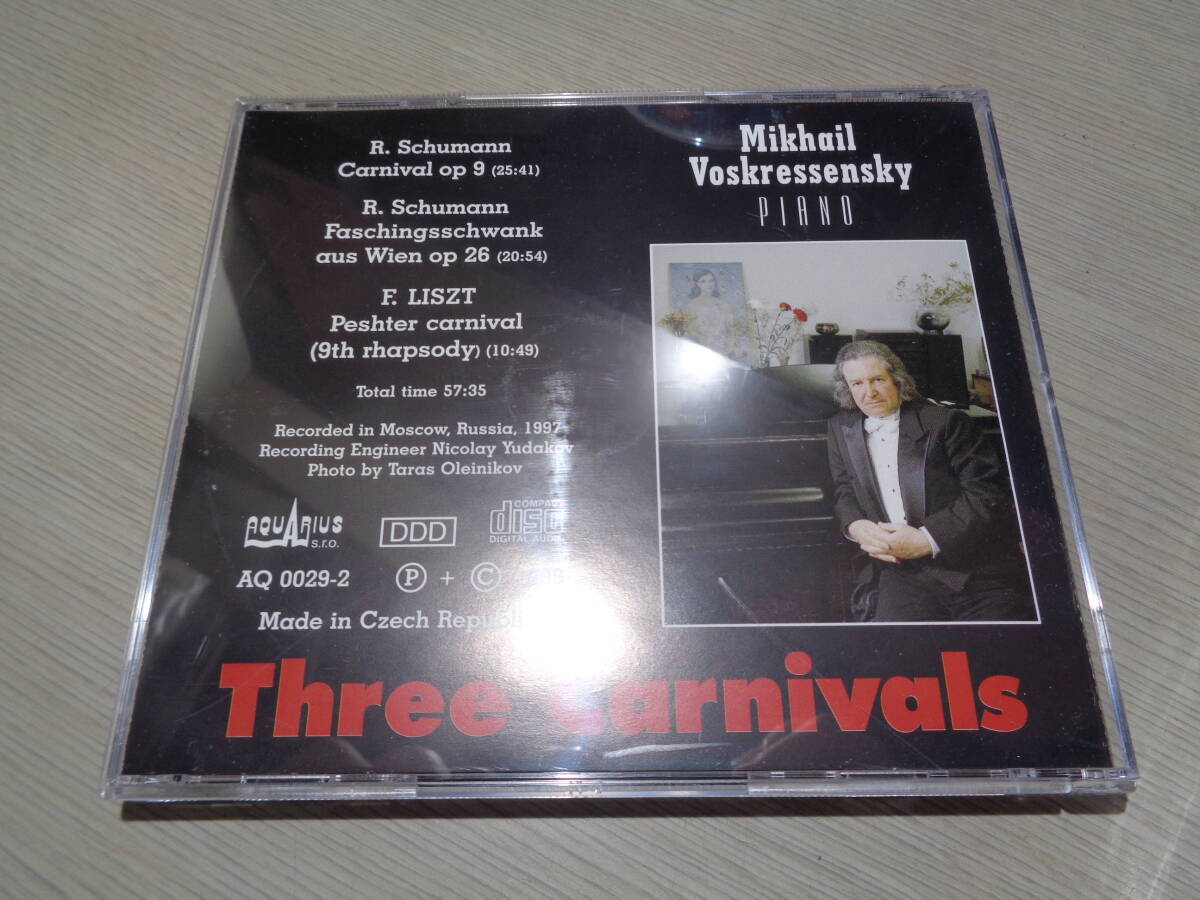 R. Schumann
Carnival op 9 (25:41)
R. Schumann
Faschingsschwank
aus Wien op 26 (20:54)
F. LISZT
Peshter carnival
(9th rhapsody) (10:49)
Total time 57:35
Recorded in Moscow, Russia, 1997
Recording Engineer Nicolay Yudakov
Photo by Taras Oleinikov
AQUARIUS
s.r.o.
DDD
COMPACT
disc
DIGITAL AUDIO
AQ 0029-2
Ⓟ + ©
Made in Czech Republic
Mikhail
Voskressensky
PIANO
Three Carnivals